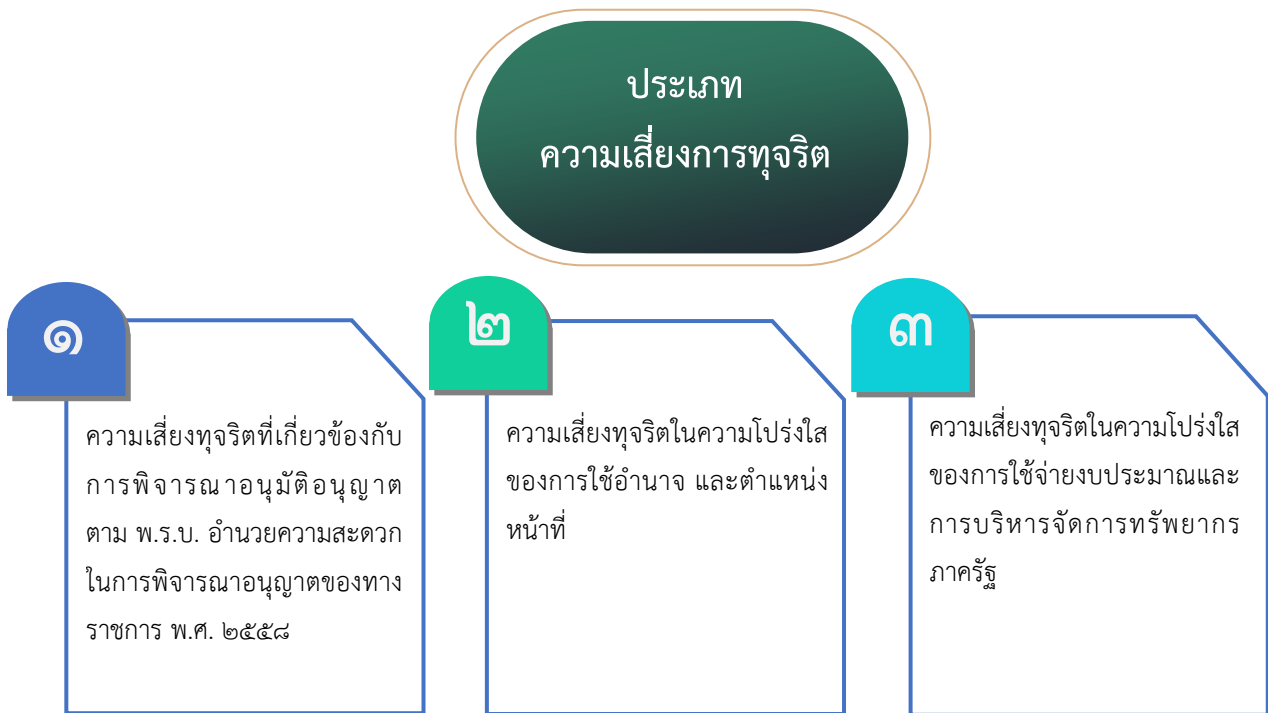 ประเภท
ความเสี่ยงการทุจริต
๑
ความเสี่ยงทุจริตที่เกี่ยวข้องกับ
การพิจารณาอนุมัติอนุญาต
ตาม พ.ร.บ. อำนวยความสะดวก
ในการพิจารณาอนุญาตของทาง
ราชการ พ.ศ. ๒๕๕๘
๒
ความเสี่ยงทุจริตในความโปร่งใส
ของการใช้อำนาจ และตำแหน่ง
หน้าที่
๓
ความเสี่ยงทุจริตในความโปร่งใส
ของการใช้จ่ายงบประมาณและ
การบริหารจัดการทรัพยากร
ภาครัฐ